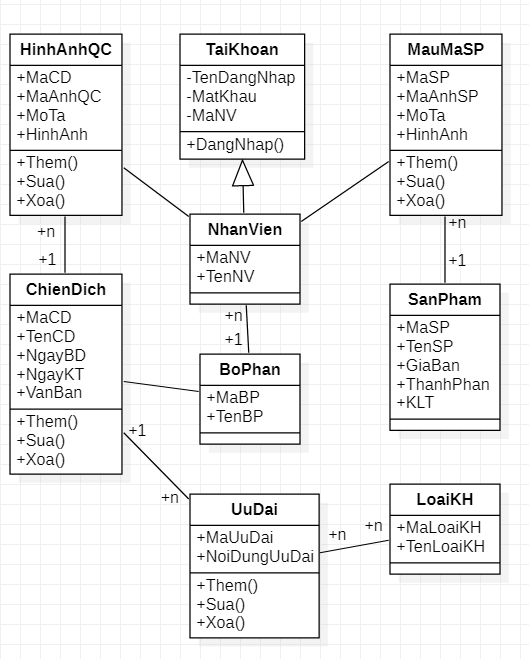 HinhAnhQC
+MaCD
+MaAnhQC
+MoTa
+HinhAnh
+Them()
+Sua()
+Xoa()
TaiKhoan
-TenDangNhap
-MatKhau
-MaNV
+DangNhap()
MauMaSP
+MaSP
+MaAnhSP
+MoTa
+HinhAnh
+Them()
+Sua()
+Xoa()
NhanVien
+MaNV
+TenNV
+n
+1
+n
+1
+n
+1
ChienDich
+MaCD
+TenCD
+NgayBD
+NgayKT
+VanBan
+Them()
+Sua()
+Xoa()
BoPhan
+MaBP
+TenBP
SanPham
+MaSP
+TenSP
+GiaBan
+ThanhPhan
+KLT
+1
+n
UuDai
+MaUuDai
+NoiDungUuDai
+Them()
+Sua()
+Xoa()
+n
+n
LoaiKH
+MaLoaiKH
+TenLoaiKH